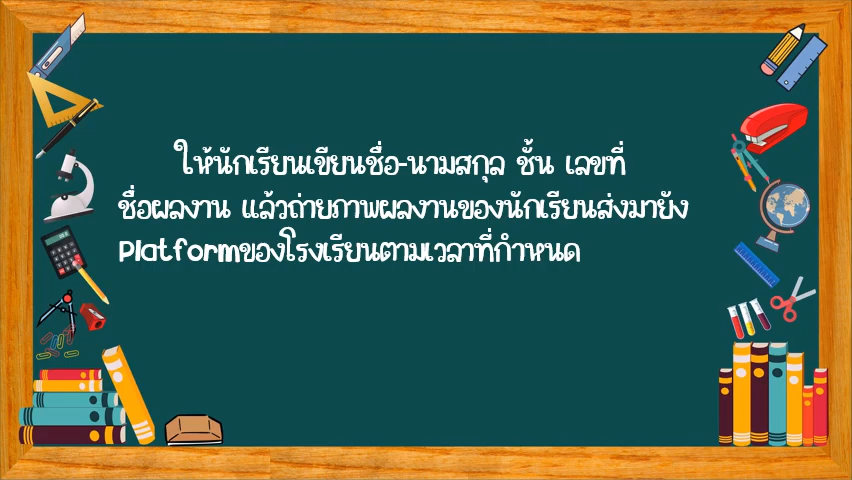 ให้นักเรียนเขียนชื่อ-นามสกุล ชั้น เลขที่
ชื่อผลงาน แล้วถ่ายภาพผลงานของนักเรียนส่งมายัง
Platformของโรงเรียนตามเวลาที่กำหนด